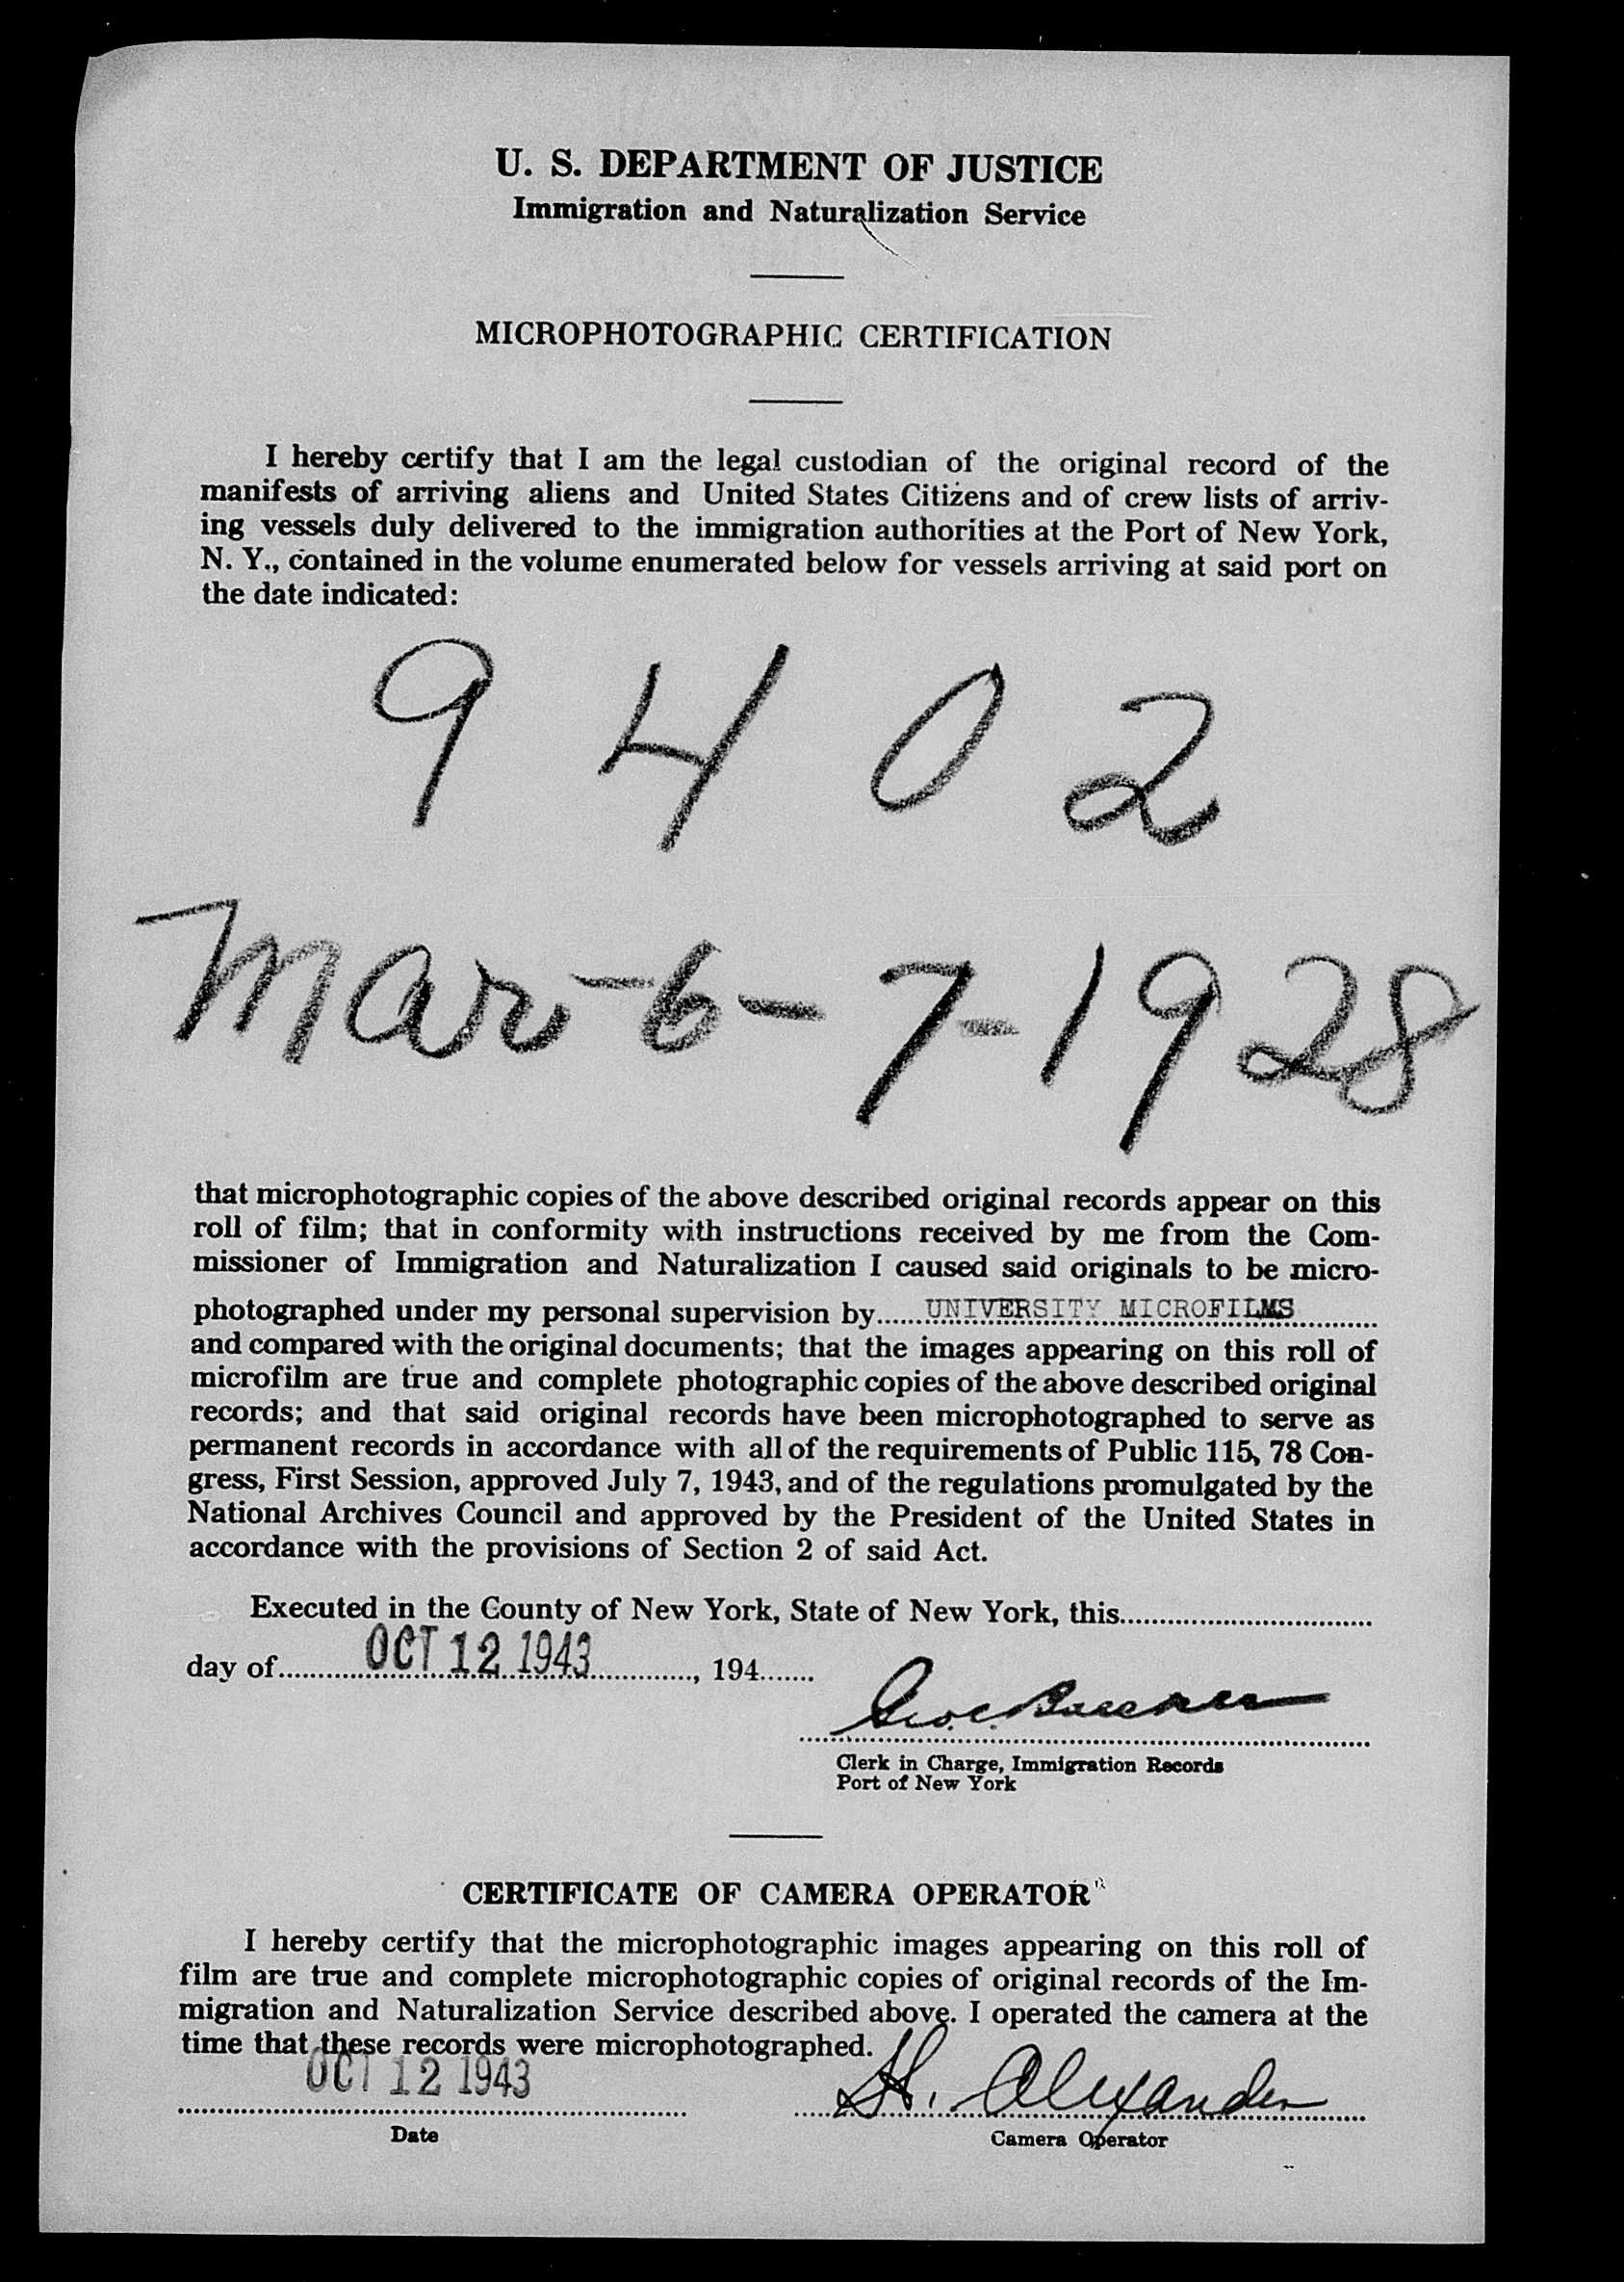 U. S. DEPARTMENT OF JUSTICE
Immigration and Naturalization Service
MICROPHOTOGRAPHIC CERTIFICATION
I hereby certify that I am the legal custodian of the original record of the
manifests of arriving aliens and United States Citizens and of crew lists of arriv-
ing vessels duly delivered to the immigration authorities at the Port of New York,
N. Y., contained in the volume enumerated below for vessels arriving at said port on
the date indicated:
9402
Mar-6-7-1928
that microphotographic copies of the above described original records appear on this
roll of film; that in conformity with instructions received by me from the Com-
missioner of Immigration and Naturalization I caused said originals to be micro-
photographed under my personal supervision by......UNIVERSITY MICROFILMS
and compared with the original documents; that the images appearing on this roll of
microfilm are true and complete photographic copies of the above described original
records; and that said original records have been microphotographed to serve as
permanent records in accordance with all of the requirements of Public 115, 78 Con-
gress, First Session, approved July 7, 1943, and of the regulations promulgated by the
National Archives Council and approved by the President of the United States in
accordance with the provisions of Section 2 of said Act.
Executed in the County of New York, State of New York, this
day of OCT 12 1943, 194
Clerk in Charge, Immigration Records
Port of New York
CERTIFICATE OF CAMERA OPERATOR
I hereby certify that the microphotographic images appearing on this roll of
film are true and complete microphotographic copies of original records of the Im-
migration and Naturalization Service described above. I operated the camera at the
time that these records were microphotographed.
OCT 12 1943 H. Alexander
Date Camera Operator